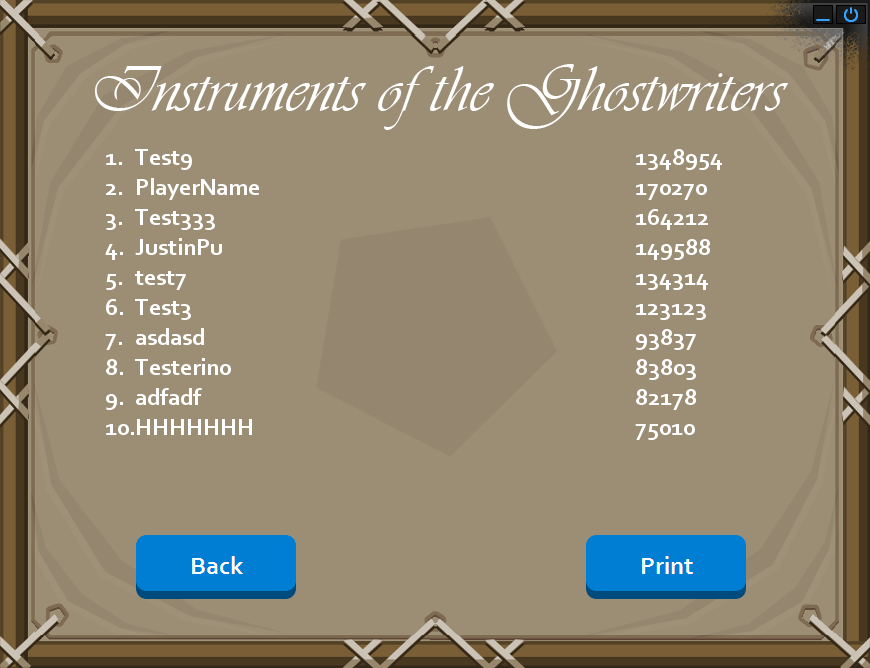 Instruments of the Ghostwriters
1. Test9 1348954
2. PlayerName 170270
3. Test333 164212
4. JustinPu 149588
5. test7 134314
6. Test3 123123
7. asdasd 93837
8. Testerino 83803
9. adfadf 82178
10.HHHHHHH 75010
Back Print